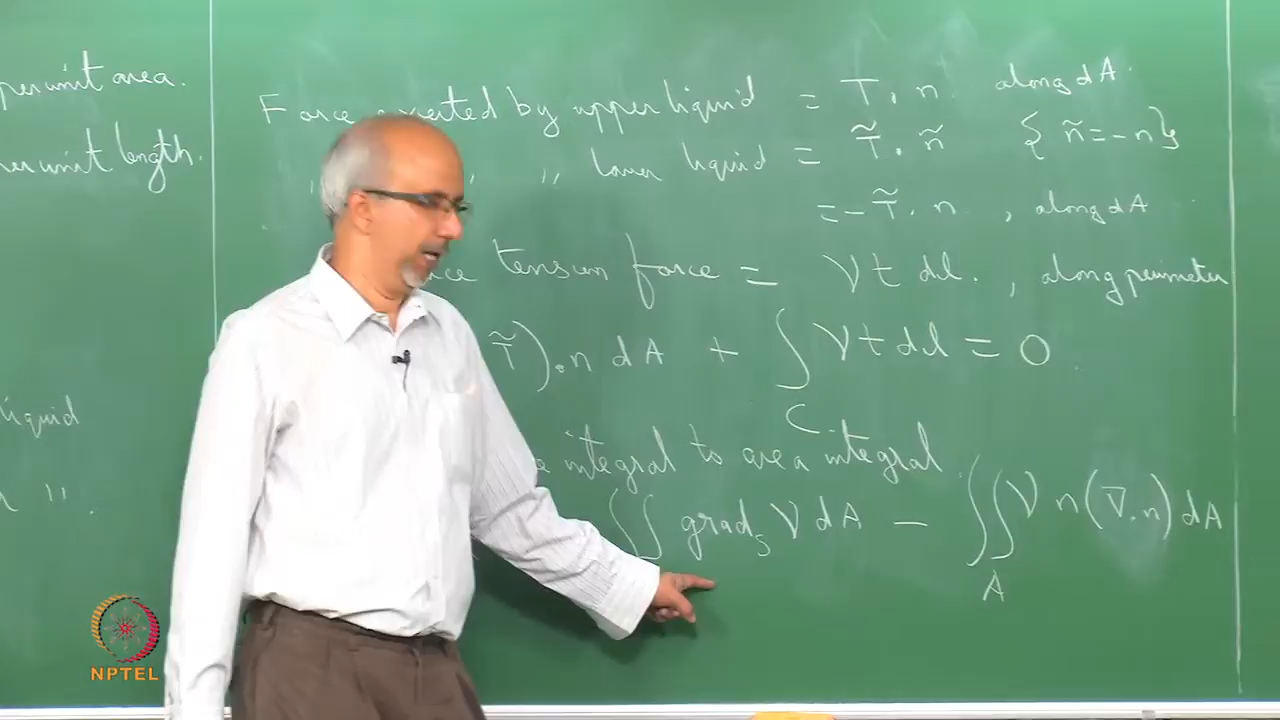 per unit area.
per unit length.
liquid
" .
Force exerted by upper liquid = T . n along dA.
" " lower liquid = T̃ . ñ { ñ = - n }
= - T̃ . n , along dA
tension force = γ t dl. , along perimeter
T̃ ) . n dA + ∫ γ t dl = 0
C.
integral to area integral.
∬ grad_s γ dA - ∬ γ n (∇ . n) dA
A
NPTEL